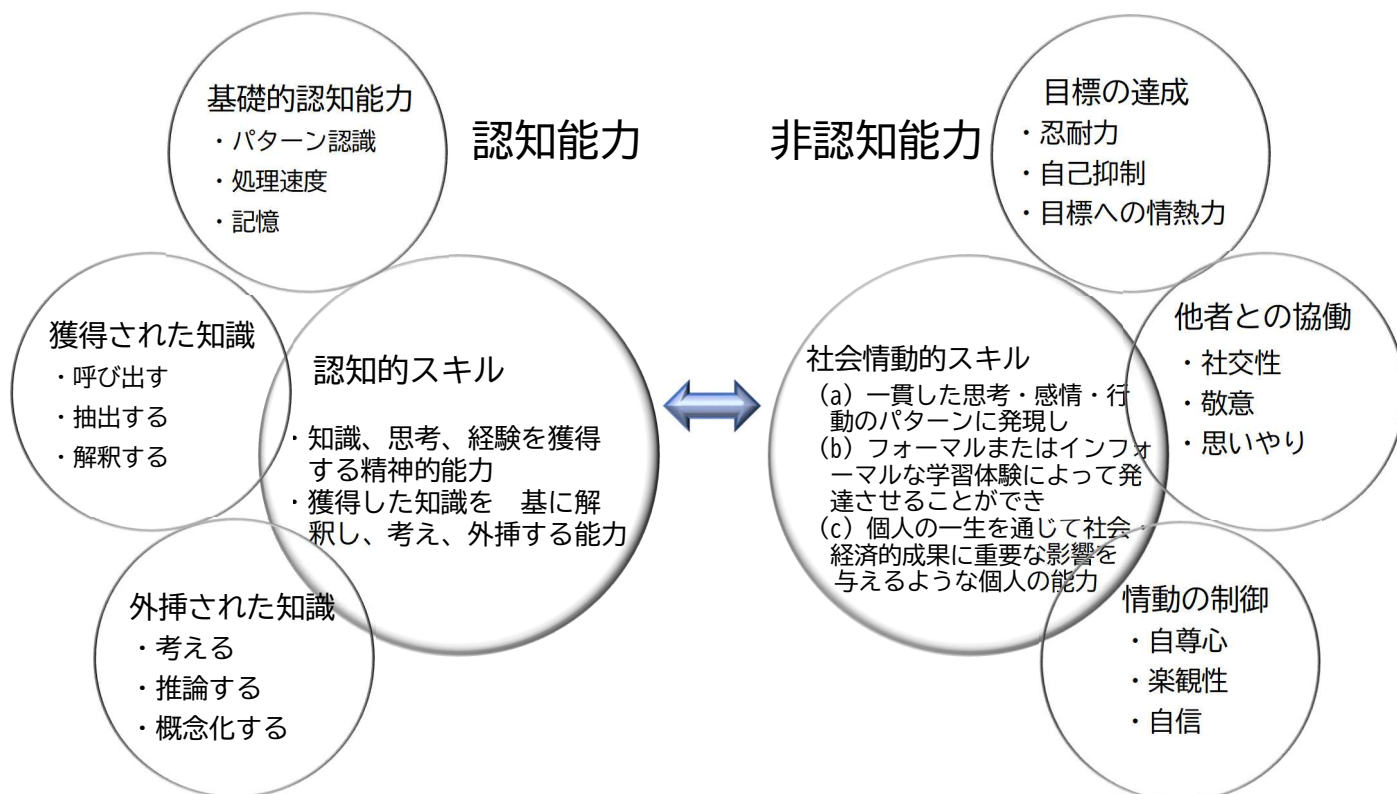 認知能力
基礎的認知能力
・パターン認識
・処理速度
・記憶
獲得された知識
・呼び出す
・抽出する
・解釈する
認知的スキル
・知識、思考、経験を獲得
する精神的能力
・獲得した知識を　基に解
釈し、考え、外挿する能力
外挿された知識
・考える
・推論する
・概念化する
非認知能力
目標の達成
・忍耐力
・自己抑制
・目標への情熱力
社会情動的スキル
（a）一貫した思考・感情・行
動のパターンに発現し
（b）フォーマルまたはインフォ
ーマルな学習体験によって発
達させることができ
（c）個人の一生を通じて社会・
経済的成果に重要な影響を
与えるような個人の能力
他者との協働
・社交性
・敬意
・思いやり
情動の制御
・自尊心
・楽観性
・自信